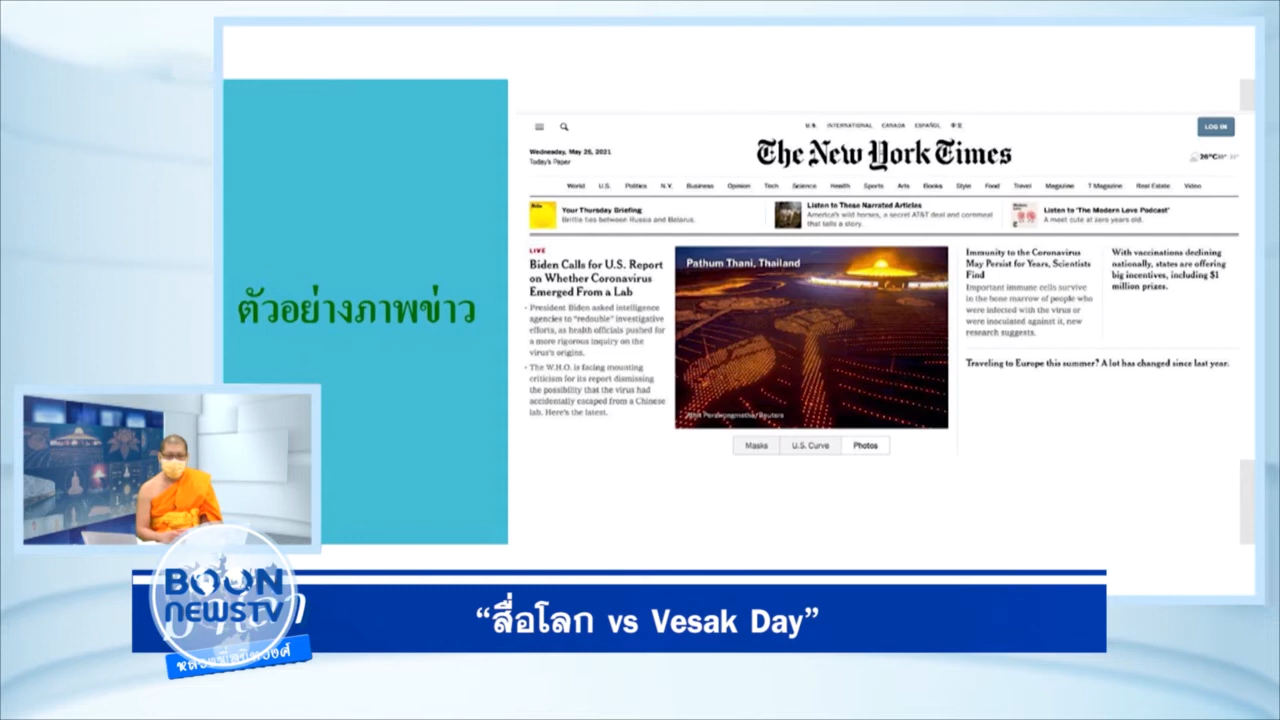 U.S. INTERNATIONAL CANADA ESPAÑOL 中文
LOG IN
Wednesday, May 26, 2021
Today's Paper
The New York Times
26°C
World U.S. Politics N.Y. Business Opinion Tech Science Health Sports Arts Books Style Food Travel Magazine T Magazine Real Estate Video
Your Thursday Briefing
Brittle ties between Russia and Belarus.
Listen to These Narrated Articles
America's wild horses, a secret AT&T deal and cornmeal
that tells a story.
Listen to 'The Modern Love Podcast'
A meet cute at zero years old.
ตัวอย่างภาพข่าว
LIVE
Biden Calls for U.S. Report
on Whether Coronavirus
Emerged From a Lab
• President Biden asked intelligence
agencies to "redouble" investigative
efforts, as health officials pushed for
a more rigorous inquiry on the
virus's origins.
• The W.H.O. is facing mounting
criticism for its report dismissing
the possibility that the virus had
accidentally escaped from a Chinese
lab. Here's the latest.
Pathum Thani, Thailand
Perawongmetha/Reuters
Masks U.S. Curve Photos
Immunity to the Coronavirus
May Persist for Years, Scientists
Find
Important immune cells survive
in the bone marrow of people who
were infected with the virus or
were inoculated against it, new
research suggests.
With vaccinations declining
nationally, states are offering
big incentives, including $1
million prizes.
Traveling to Europe this summer? A lot has changed since last year.
BOON
NEWSTV
“สื่อโลก vs Vesak Day”